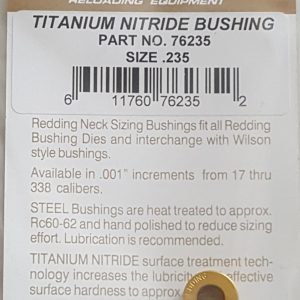 RELOADING EQUIPMENT
TITANIUM NITRIDE BUSHING
PART NO. 76235
SIZE .235
6 11760 76235 2
Redding Neck Sizing Bushings fit all Redding
Bushing Dies and interchange with Wilson
style bushings.
Available in .001" increments from 17 thru
338 calibers.
STEEL Bushings are heat treated to approx.
Rc60-62 and hand polished to reduce sizing
effort. Lubrication is recommended.
TITANIUM NITRIDE surface treatment tech-
nology increases the lubricity effective
surface hardness to approx